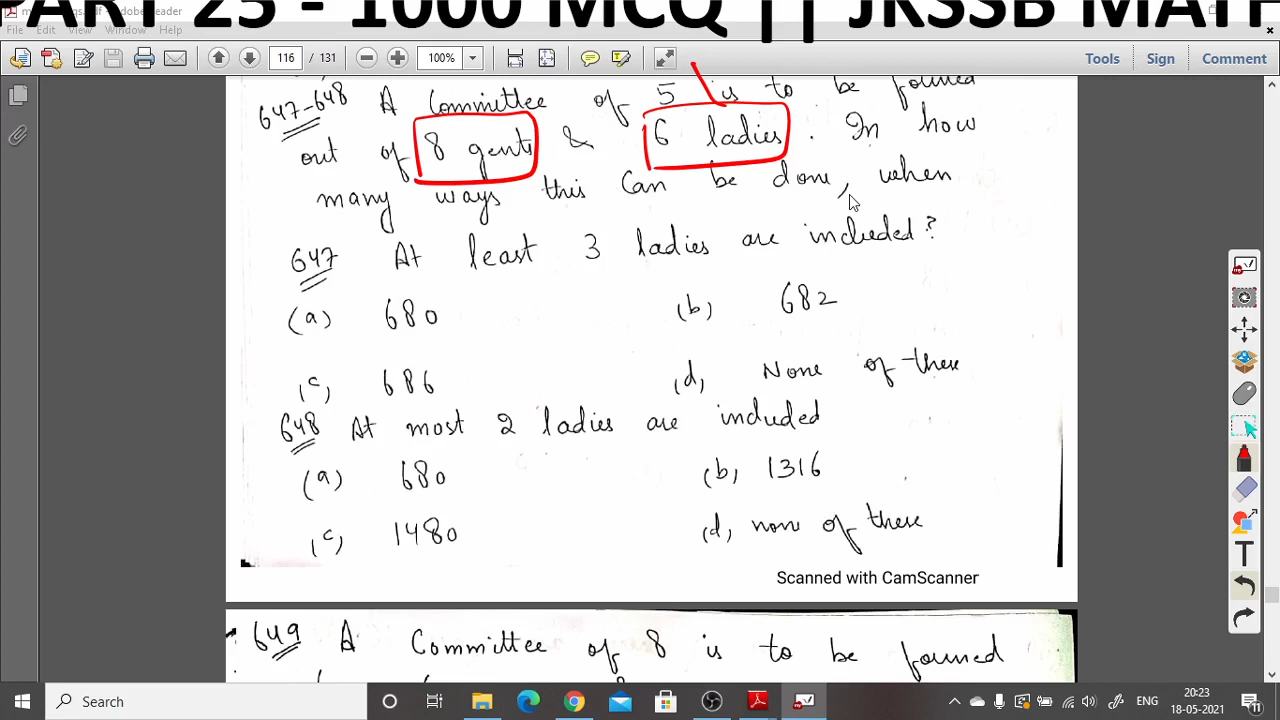 ART 25 - 1000 MCQ || JKSSB MATH
File Edit View Window Help
116 / 131 100% Tools Sign Comment
647-648 A Committee of 5 is to be formed
out of 8 gents & 6 ladies. In how
many ways this Can be done, when
647 At least 3 ladies are included?
(a) 680 (b) 682
(c) 686 (d) None of these
648 At most 2 ladies are included
(a) 680 (b) 1316
(c) 1480 (d) none of these
Scanned with CamScanner
649 A Committee of 8 is to be formed
Search
ENG 20:23
18-05-2021